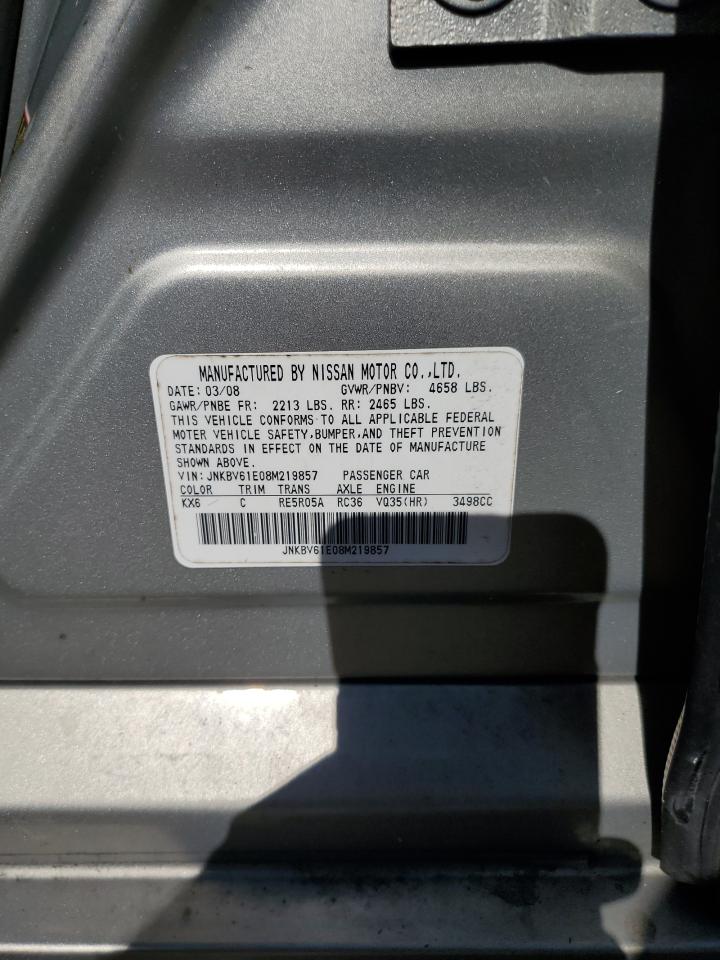 MANUFACTURED BY NISSAN MOTOR CO.,LTD.
DATE: 03/08 GVWR/PNBV: 4658 LBS.
GAWR/PNBE FR: 2213 LBS. RR: 2465 LBS.
THIS VEHICLE CONFORMS TO ALL APPLICABLE FEDERAL
MOTER VEHICLE SAFETY,BUMPER,AND THEFT PREVENTION
STANDARDS IN EFFECT ON THE DATE OF MANUFACTURE
SHOWN ABOVE.
VIN: JNKBV61E08M219857 PASSENGER CAR
COLOR TRIM TRANS AXLE ENGINE
KX6 C RE5R05A RC36 VQ35(HR) 3498CC
JNKBV61E08M219857